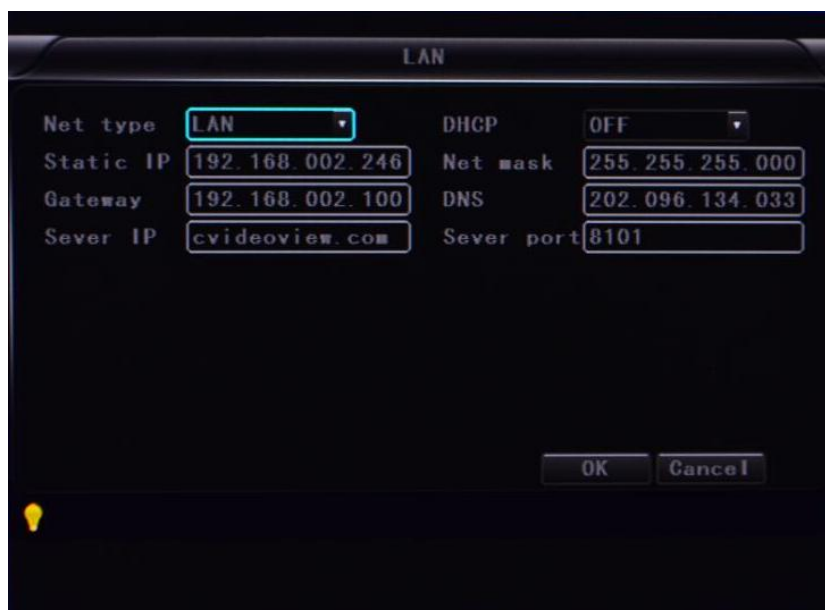 LAN
Net type LAN DHCP OFF
Static IP 192.168.002.246 Net mask 255.255.255.000
Gateway 192.168.002.100 DNS 202.096.134.033
Sever IP cvideoview.com Sever port 8101
OK Cancel